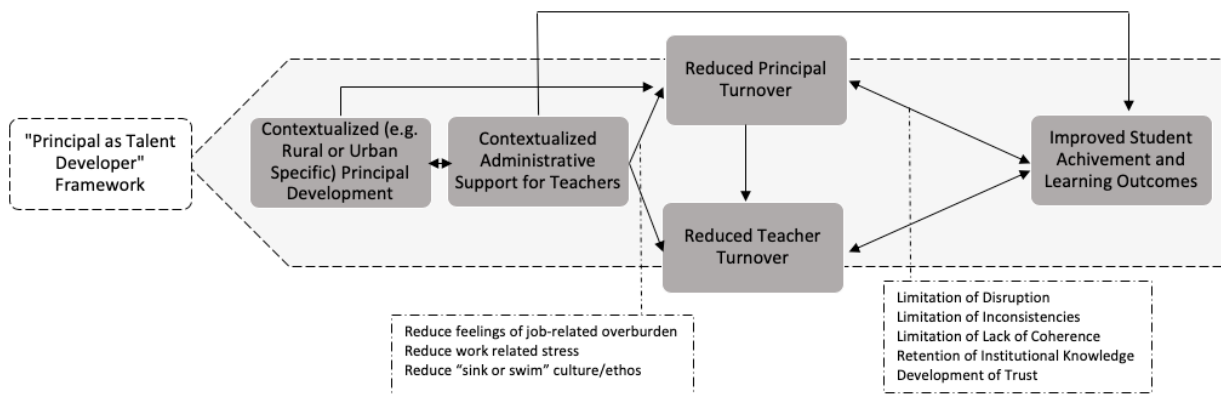 "Principal as Talent
Developer"
Framework
Contextualized (e.g.
Rural or Urban
Specific) Principal
Development
Contextualized
Administrative
Support for Teachers
Reduced Principal
Turnover
Reduced Teacher
Turnover
Improved Student
Achivement and
Learning Outcomes
Reduce feelings of job-related overburden
Reduce work related stress
Reduce “sink or swim” culture/ethos
Limitation of Disruption
Limitation of Inconsistencies
Limitation of Lack of Coherence
Retention of Institutional Knowledge
Development of Trust